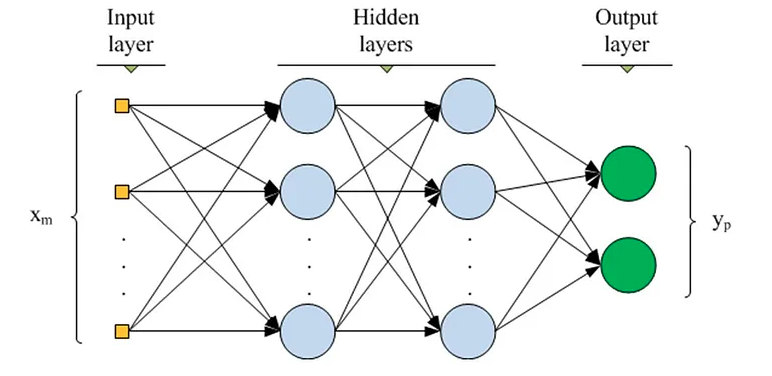 Input
layer
Hidden
layers
Output
layer
xₘ
yₚ